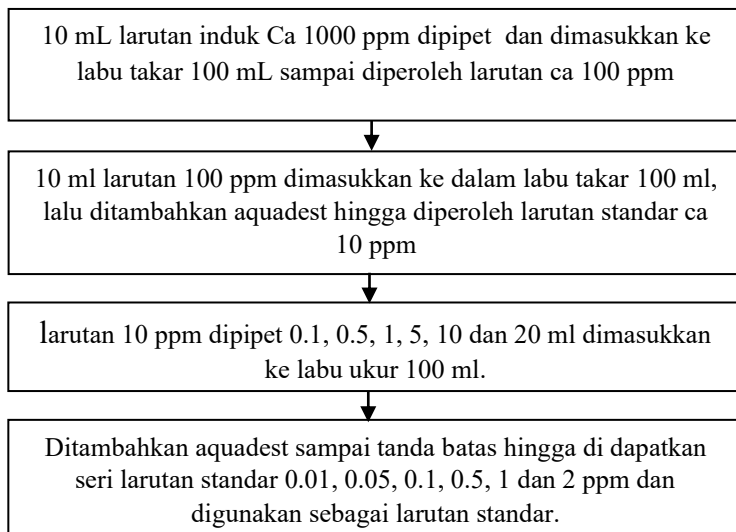 10 mL larutan induk Ca 1000 ppm dipipet dan dimasukkan ke
labu takar 100 mL sampai diperoleh larutan ca 100 ppm
10 ml larutan 100 ppm dimasukkan ke dalam labu takar 100 ml,
lalu ditambahkan aquadest hingga diperoleh larutan standar ca
10 ppm
larutan 10 ppm dipipet 0.1, 0.5, 1, 5, 10 dan 20 ml dimasukkan
ke labu ukur 100 ml.
Ditambahkan aquadest sampai tanda batas hingga di dapatkan
seri larutan standar 0.01, 0.05, 0.1, 0.5, 1 dan 2 ppm dan
digunakan sebagai larutan standar.